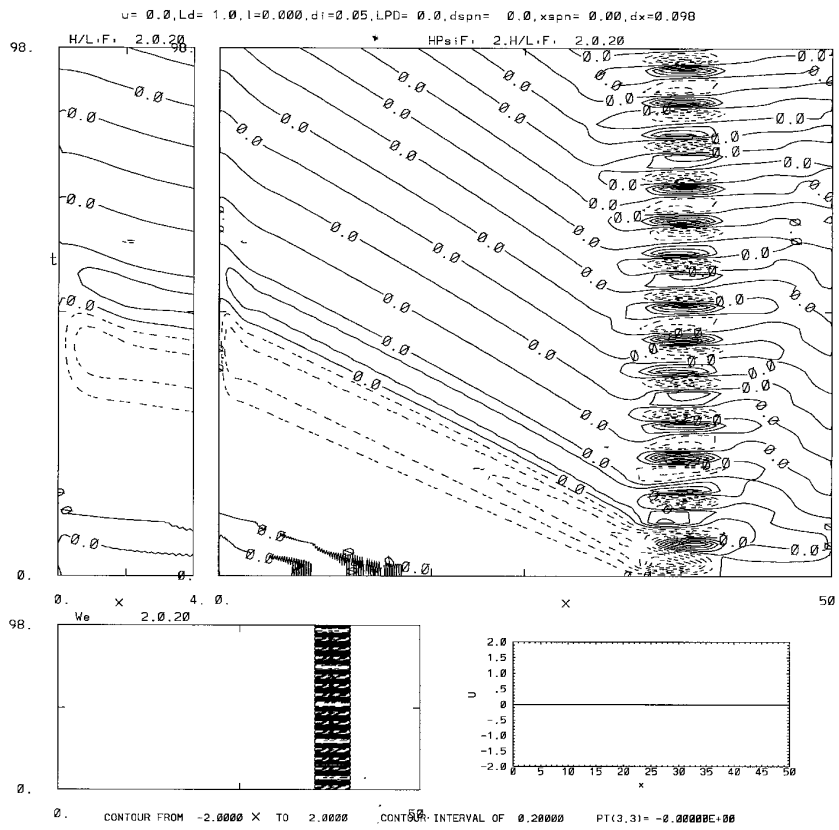 u= 0.0,Ld= 1.0,l=0.000,di=0.05,LPD= 0.0,dspn= 0.0,xspn= 0.00,dx=0.098
H/L,F, 2.0.20
HPsiF, 2.H/L,F, 2.0.20
98.
98.
t
0.
0.
0. x 4. 0. x 50
We 2.0.20
98.
0.
0. 50.
2.0
1.5
1.0
.5
0
-.5
-1.0
-1.5
-2.0
U
0 5 10 15 20 25 30 35 40 45 50
x
CONTOUR FROM -2.0000 X TO 2.0000 CONTOUR INTERVAL OF 0.20000 PT(3,3)= -0.00000E+00